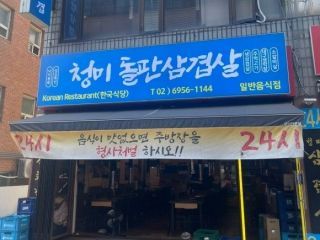 청미 돌판삼겹살
Korean Restaurant(한국식당)
T 02) 6956-1144
일반음식점
24시
음식이 맛없으면 주방장을
형사처벌 하시오!!
24시